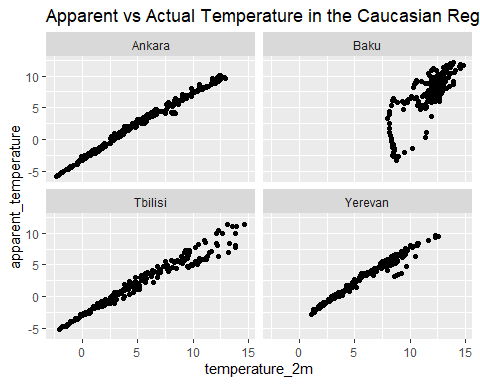 Apparent vs Actual Temperature in the Caucasian Reg
Ankara
Baku
10
5
0
-5
Tbilisi
Yerevan
10
5
0
-5
0
5
10
15
0
5
10
15
apparent_temperature
temperature_2m